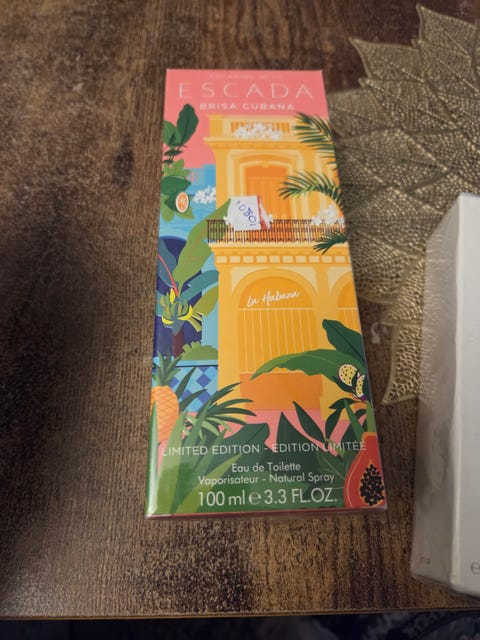 ESCADA
BRISA CUBANA
10801
La Habana
LIMITED EDITION - EDITION LIMITÉE
Eau de Toilette
Vaporisateur - Natural Spray
100 ml e 3.3 FL.OZ.